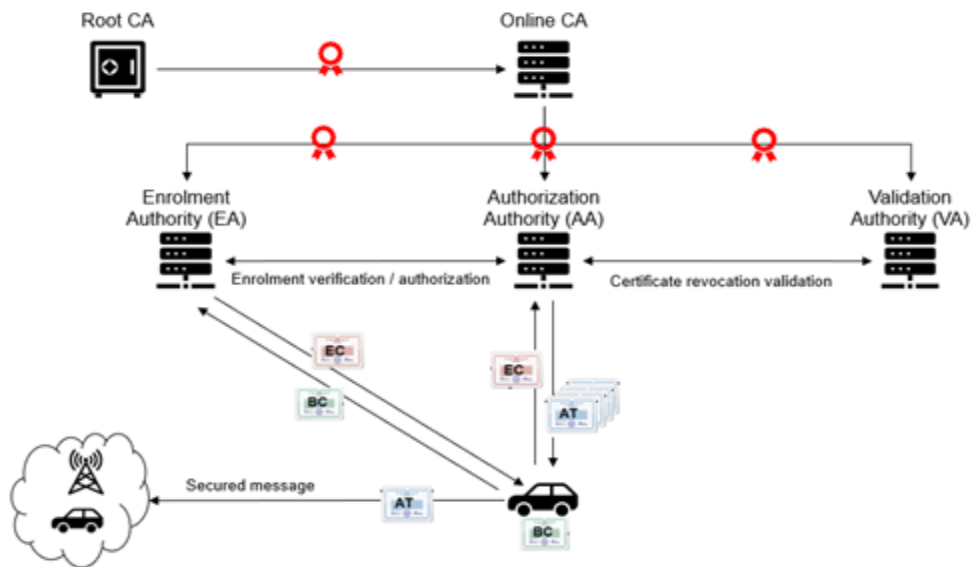 Root CA
Online CA
Enrolment
Authority (EA)
Authorization
Authority (AA)
Validation
Authority (VA)
Enrolment verification / authorization
Certificate revocation validation
EC
BC
EC
AT
Secured message
AT
BC